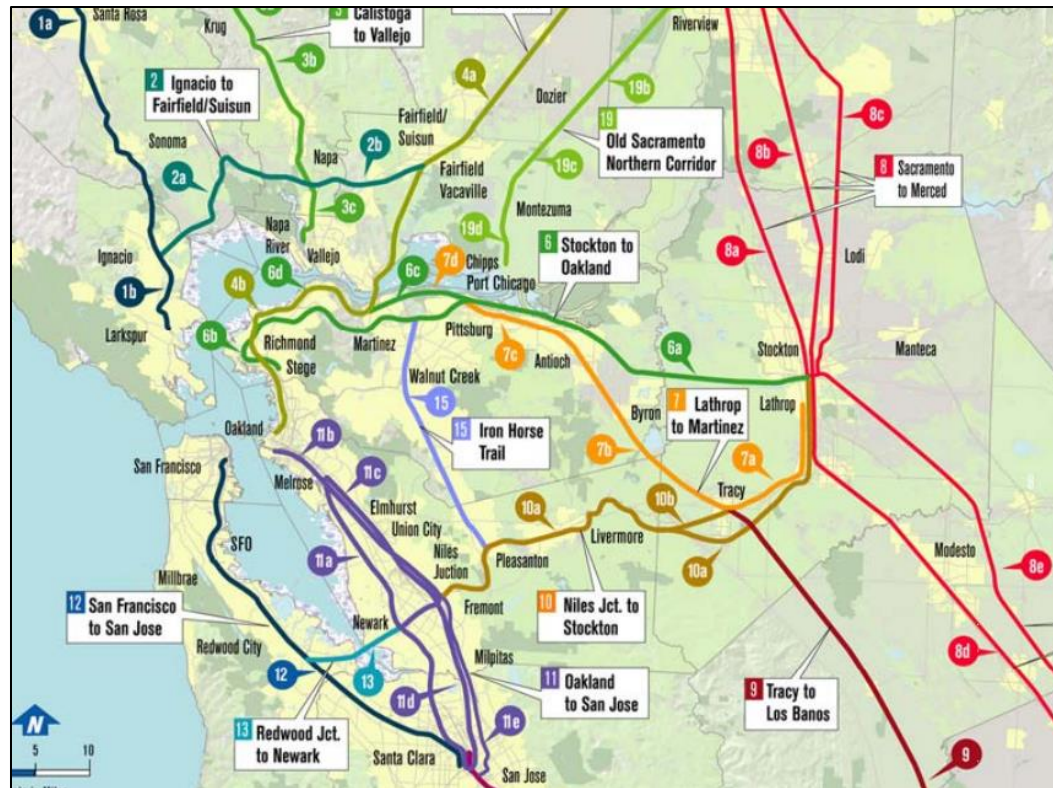 1a
Santa Rosa
Krug
3
Calistoga
to Vallejo
Riverview
3b
4a
19b
2 Ignacio to
Fairfield/Suisun
Dozier
19 Old Sacramento
Northern Corridor
8c
Sonoma
Fairfield/
Suisun
Napa
2b
19c
8b
8 Sacramento
to Merced
2a
3c
Fairfield
Vacaville
Montezuma
19d
Napa
River
Vallejo
6 Stockton to
Oakland
8a
Lodi
Ignacio
6d
6c
7d
Chipps
Port Chicago
1b
4b
Larkspur
6b
Richmond
Stege
Martinez
Pittsburg
7c
Antioch
6a
Stockton
Manteca
Walnut Creek
15
Byron
7 Lathrop
to Martinez
Lathrop
Oakland
11b
15 Iron Horse
Trail
7b
7a
San Francisco
Melrose
11c
Elmhurst
Union City
10a
10b
Tracy
Livermore
SFO
11a
Niles
Juction
Pleasanton
10a
Modesto
8e
Millbrae
12 San Francisco
to San Jose
Newark
Fremont
10 Niles Jct. to
Stockton
Redwood City
12
13
Milpitas
11 Oakland
to San Jose
8d
9 Tracy to
Los Banos
N
13 Redwood Jct.
to Newark
11d
11e
5 10
Santa Clara
San Jose
9